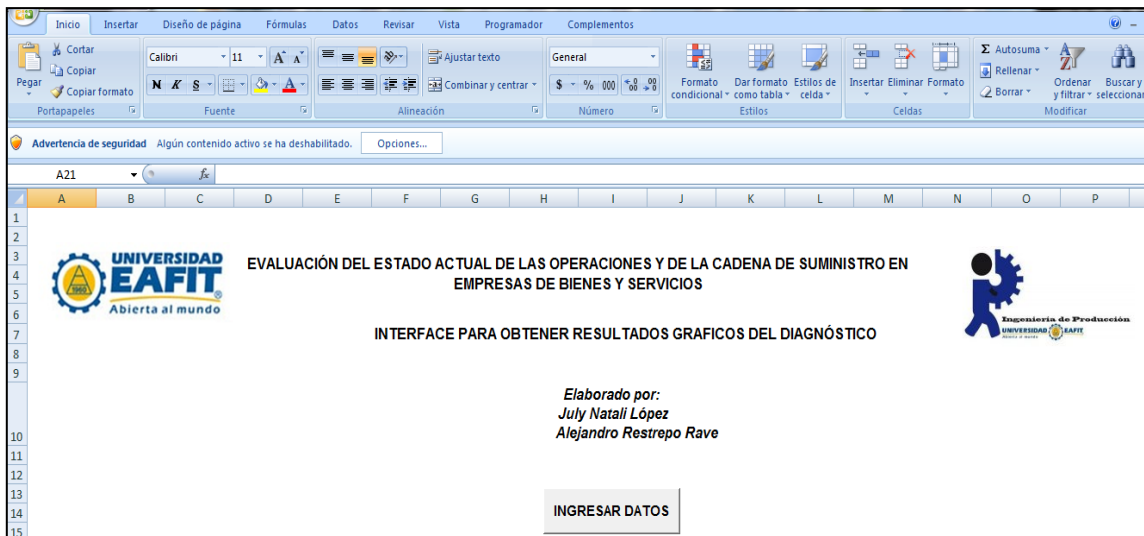 Inicio Insertar Diseño de página Fórmulas Datos Revisar Vista Programador Complementos
Cortar
Copiar
Copiar formato
Pegar
Portapapeles
Calibri 11
N K S
Fuente
Ajustar texto
Combinar y centrar
Alineación
General
$ % 000
Número
Formato condicional
Dar formato como tabla
Estilos de celda
Estilos
Insertar Eliminar Formato
Celdas
Autosuma
Rellenar
Borrar
Ordenar y filtrar
Buscar y seleccionar
Modificar
Advertencia de seguridad Algún contenido activo se ha deshabilitado. Opciones...
A21 fx
A B C D E F G H I J K L M N O P
1
2
3
4
5
6
7
8
9
10
11
12
13
14
15
UNIVERSIDAD
EAFIT
Abierta al mundo
1960
EVALUACIÓN DEL ESTADO ACTUAL DE LAS OPERACIONES Y DE LA CADENA DE SUMINISTRO EN
EMPRESAS DE BIENES Y SERVICIOS
INTERFACE PARA OBTENER RESULTADOS GRAFICOS DEL DIAGNÓSTICO
Ingeniería de Producción
UNIVERSIDAD EAFIT
Elaborado por:
July Natali López
Alejandro Restrepo Rave
INGRESAR DATOS